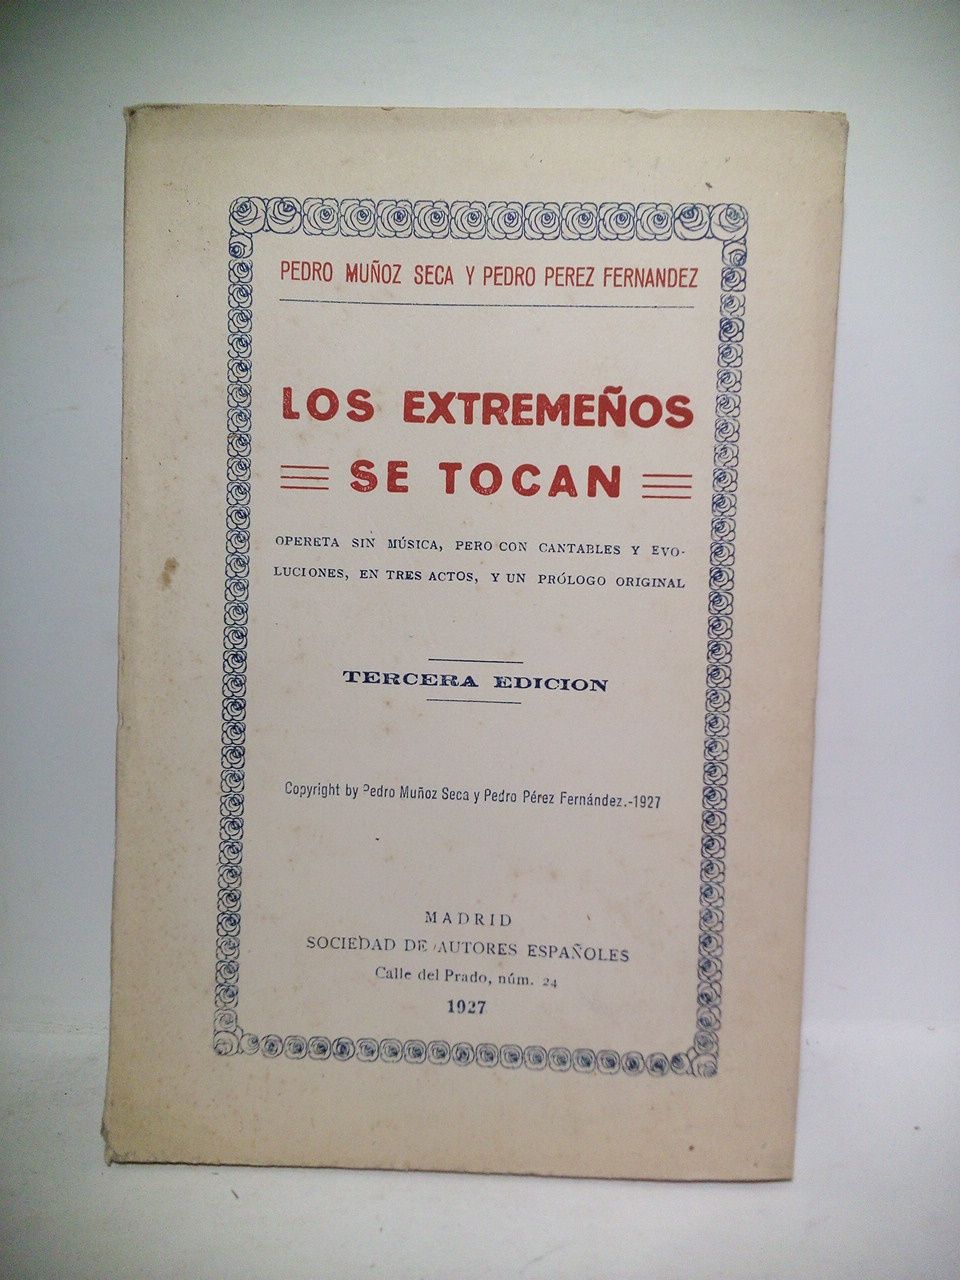 PEDRO MUÑOZ SECA Y PEDRO PEREZ FERNANDEZ
LOS EXTREMEÑOS
SE TOCAN
OPERETA SIN MÚSICA, PERO CON CANTABLES Y EVO-
LUCIONES, EN TRES ACTOS, Y UN PRÓLOGO ORIGINAL
TERCERA EDICION
Copyright by Pedro Muñoz Seca y Pedro Pérez Fernández.-1927
MADRID
SOCIEDAD DE AUTORES ESPAÑOLES
Calle del Prado, núm. 24
1927